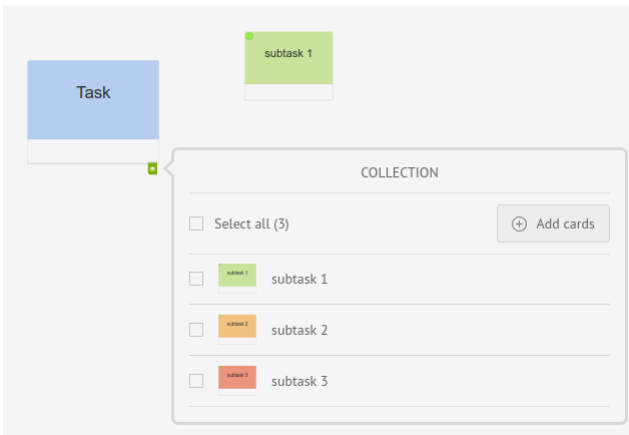 subtask 1
Task
COLLECTION
Select all (3)
Add cards
subtask 1
subtask 1
subtask 2
subtask 2
subtask 3
subtask 3